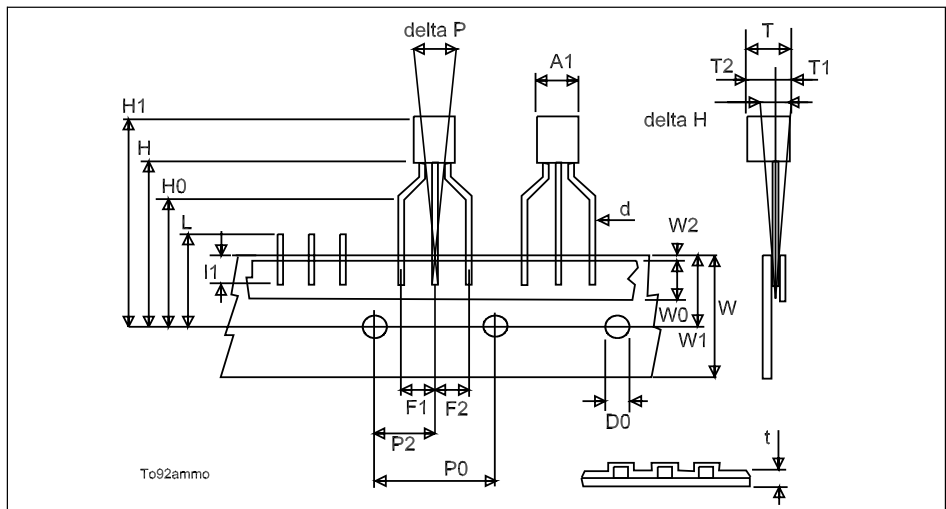 delta P
T
A1
T2
T1
H1
delta H
H
H0
d
L
W2
I1
W0
W
W1
F1
F2
D0
P2
t
P0
To92ammo